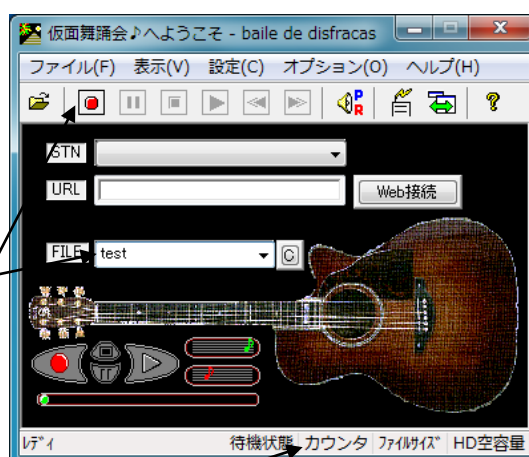 仮面舞踊会♪へようこそ - baile de disfracas
ファイル(F) 表示(V) 設定(C) オプション(O) ヘルプ(H)
P
R
?
STN
URL Web接続
FILE test C
レディ 待機状態 カウンタ ファイルサイズ HD空容量